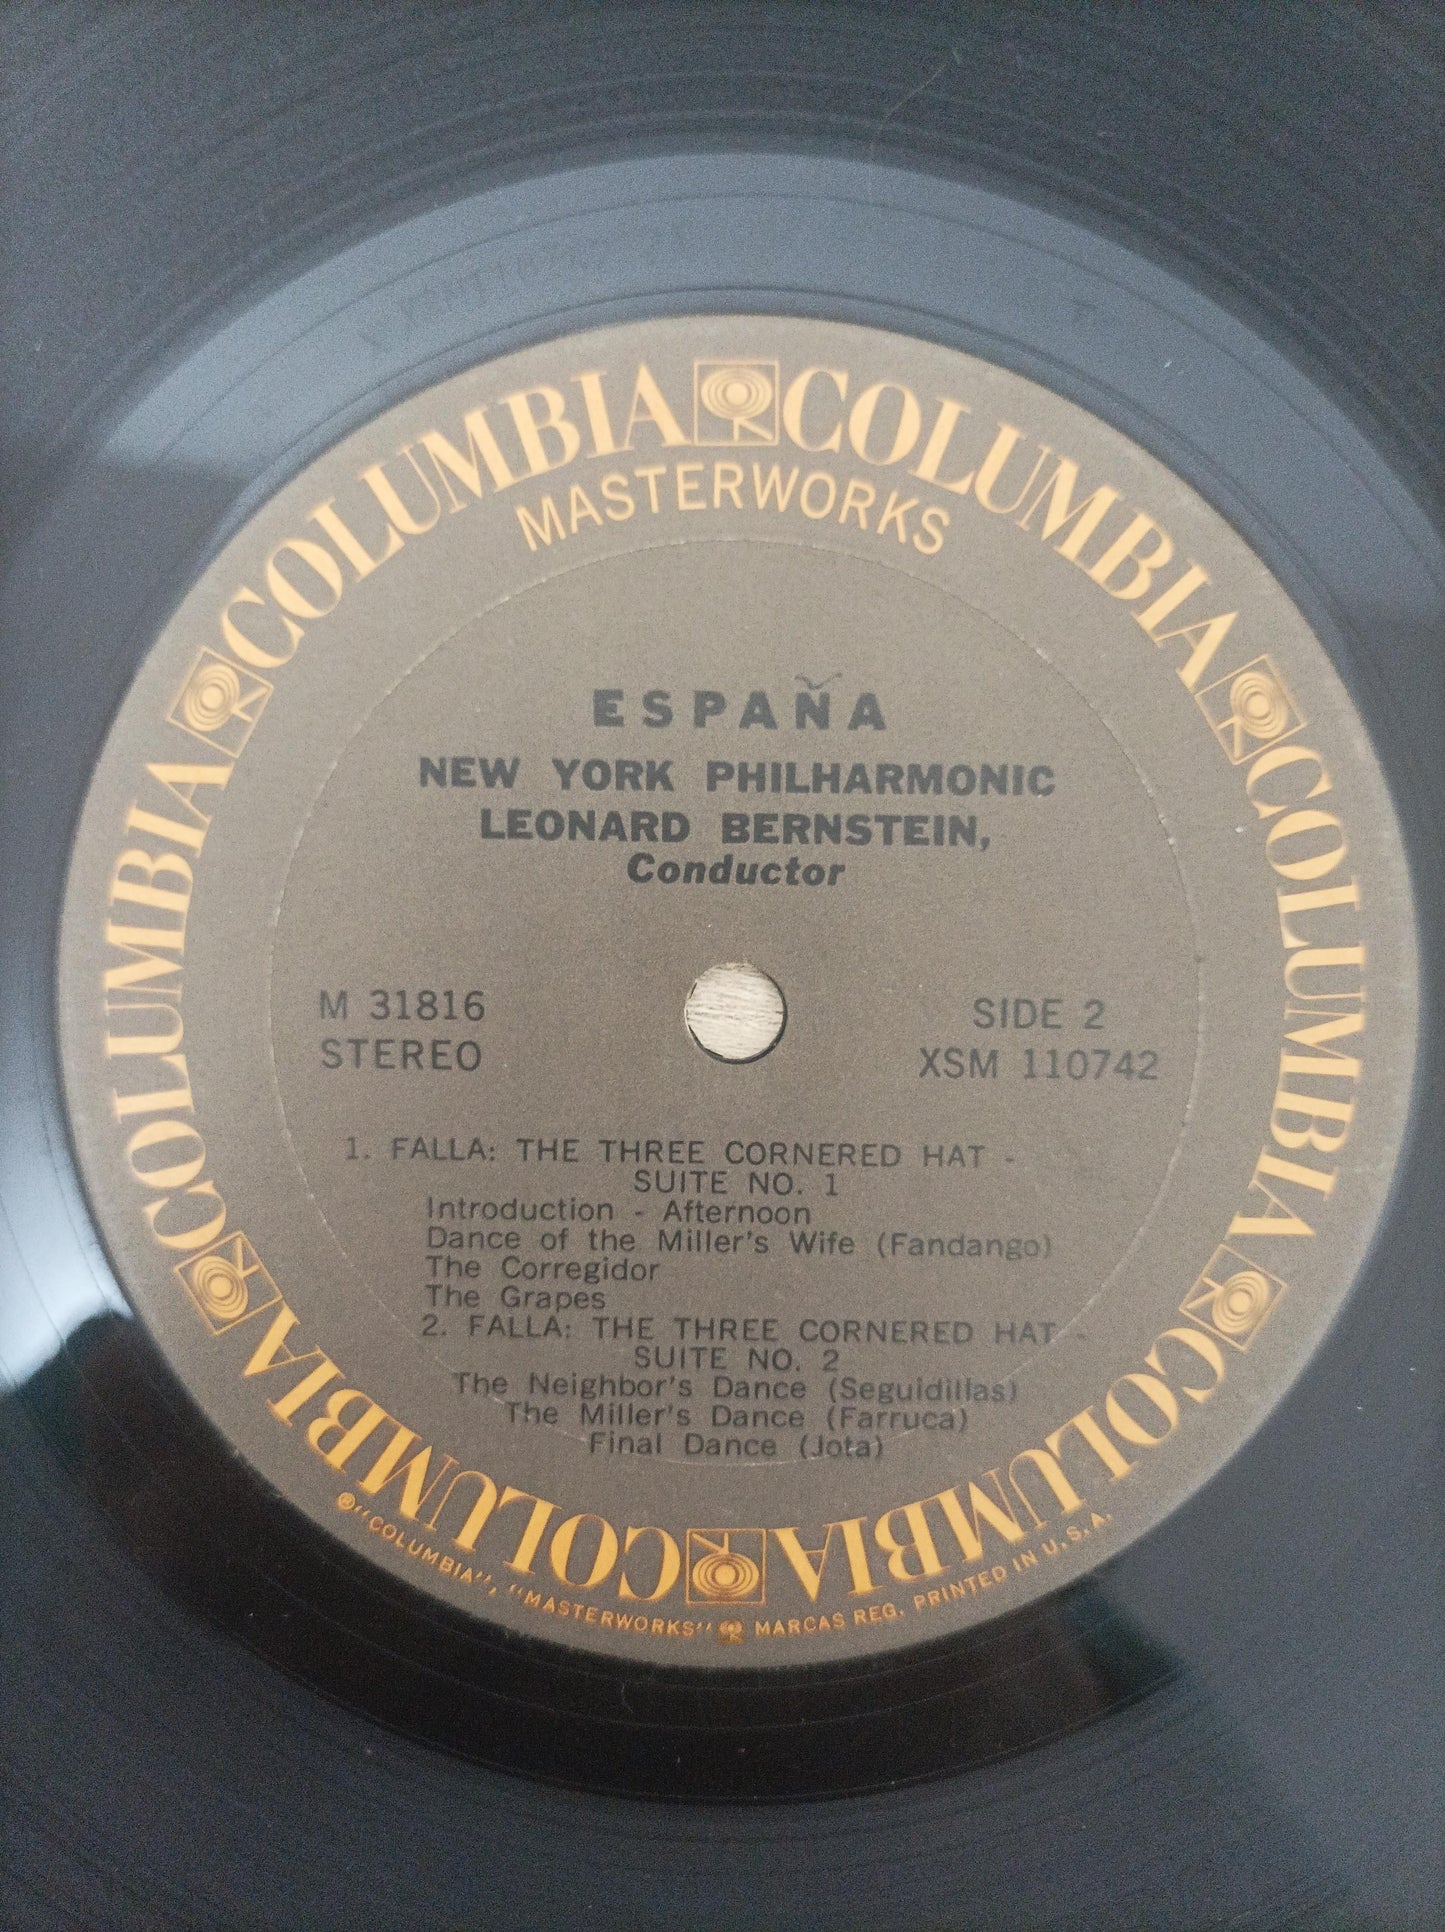 COLUMBIA COLUMBIA COLUMBIA COLUMBIA COLUMBIA COLUMBIA
MASTERWORKS
ESPAÑA
NEW YORK PHILHARMONIC
LEONARD BERNSTEIN,
Conductor
M 31816
STEREO
SIDE 2
XSM 110742
1. FALLA: THE THREE CORNERED HAT -
SUITE NO. 1
Introduction - Afternoon
Dance of the Miller's Wife (Fandango)
The Corregidor
The Grapes
2. FALLA: THE THREE CORNERED HAT -
SUITE NO. 2
The Neighbor's Dance (Seguidillas)
The Miller's Dance (Farruca)
Final Dance (Jota)
® "COLUMBIA", "MASTERWORKS" MARCAS REG. PRINTED IN U.S.A.